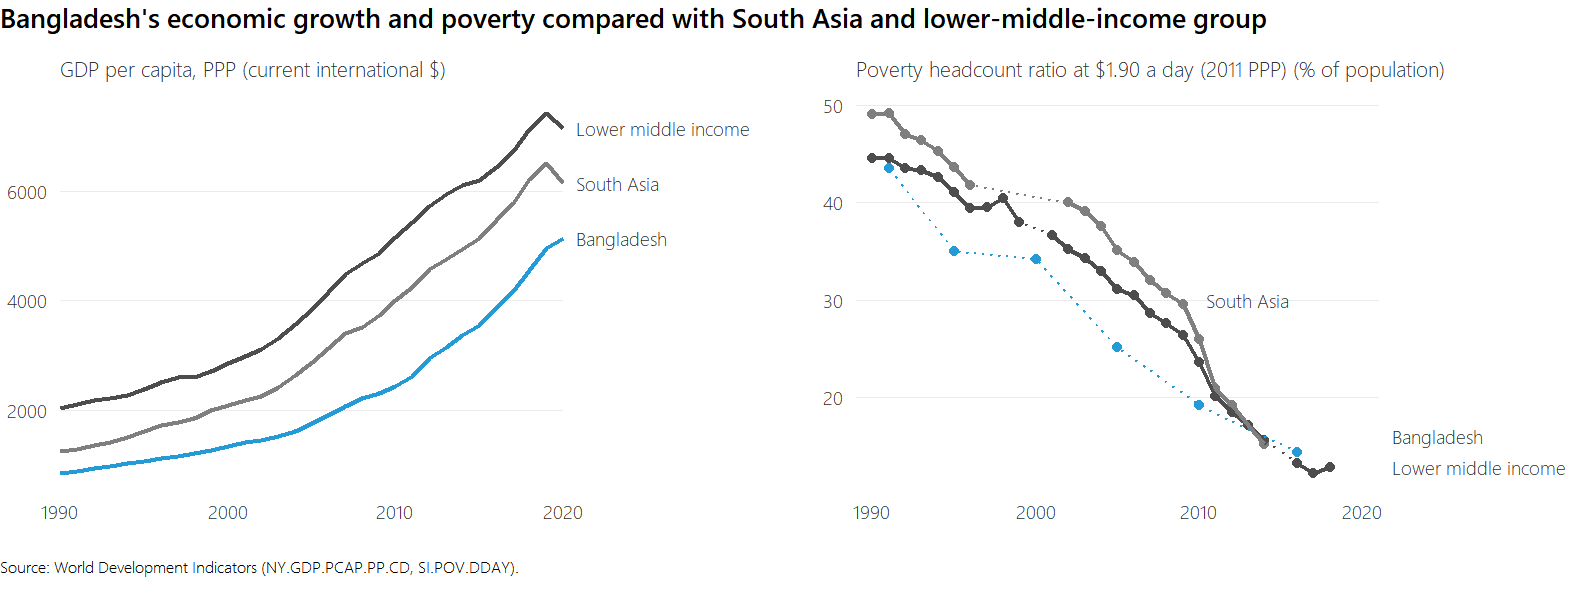 Bangladesh's economic growth and poverty compared with South Asia and lower-middle-income group
GDP per capita, PPP (current international $)
Lower middle income
South Asia
Bangladesh
6000
4000
2000
1990
2000
2010
2020
Poverty headcount ratio at $1.90 a day (2011 PPP) (% of population)
50
40
30
20
South Asia
Bangladesh
Lower middle income
1990
2000
2010
2020
Source: World Development Indicators (NY.GDP.PCAP.PP.CD, SI.POV.DDAY).